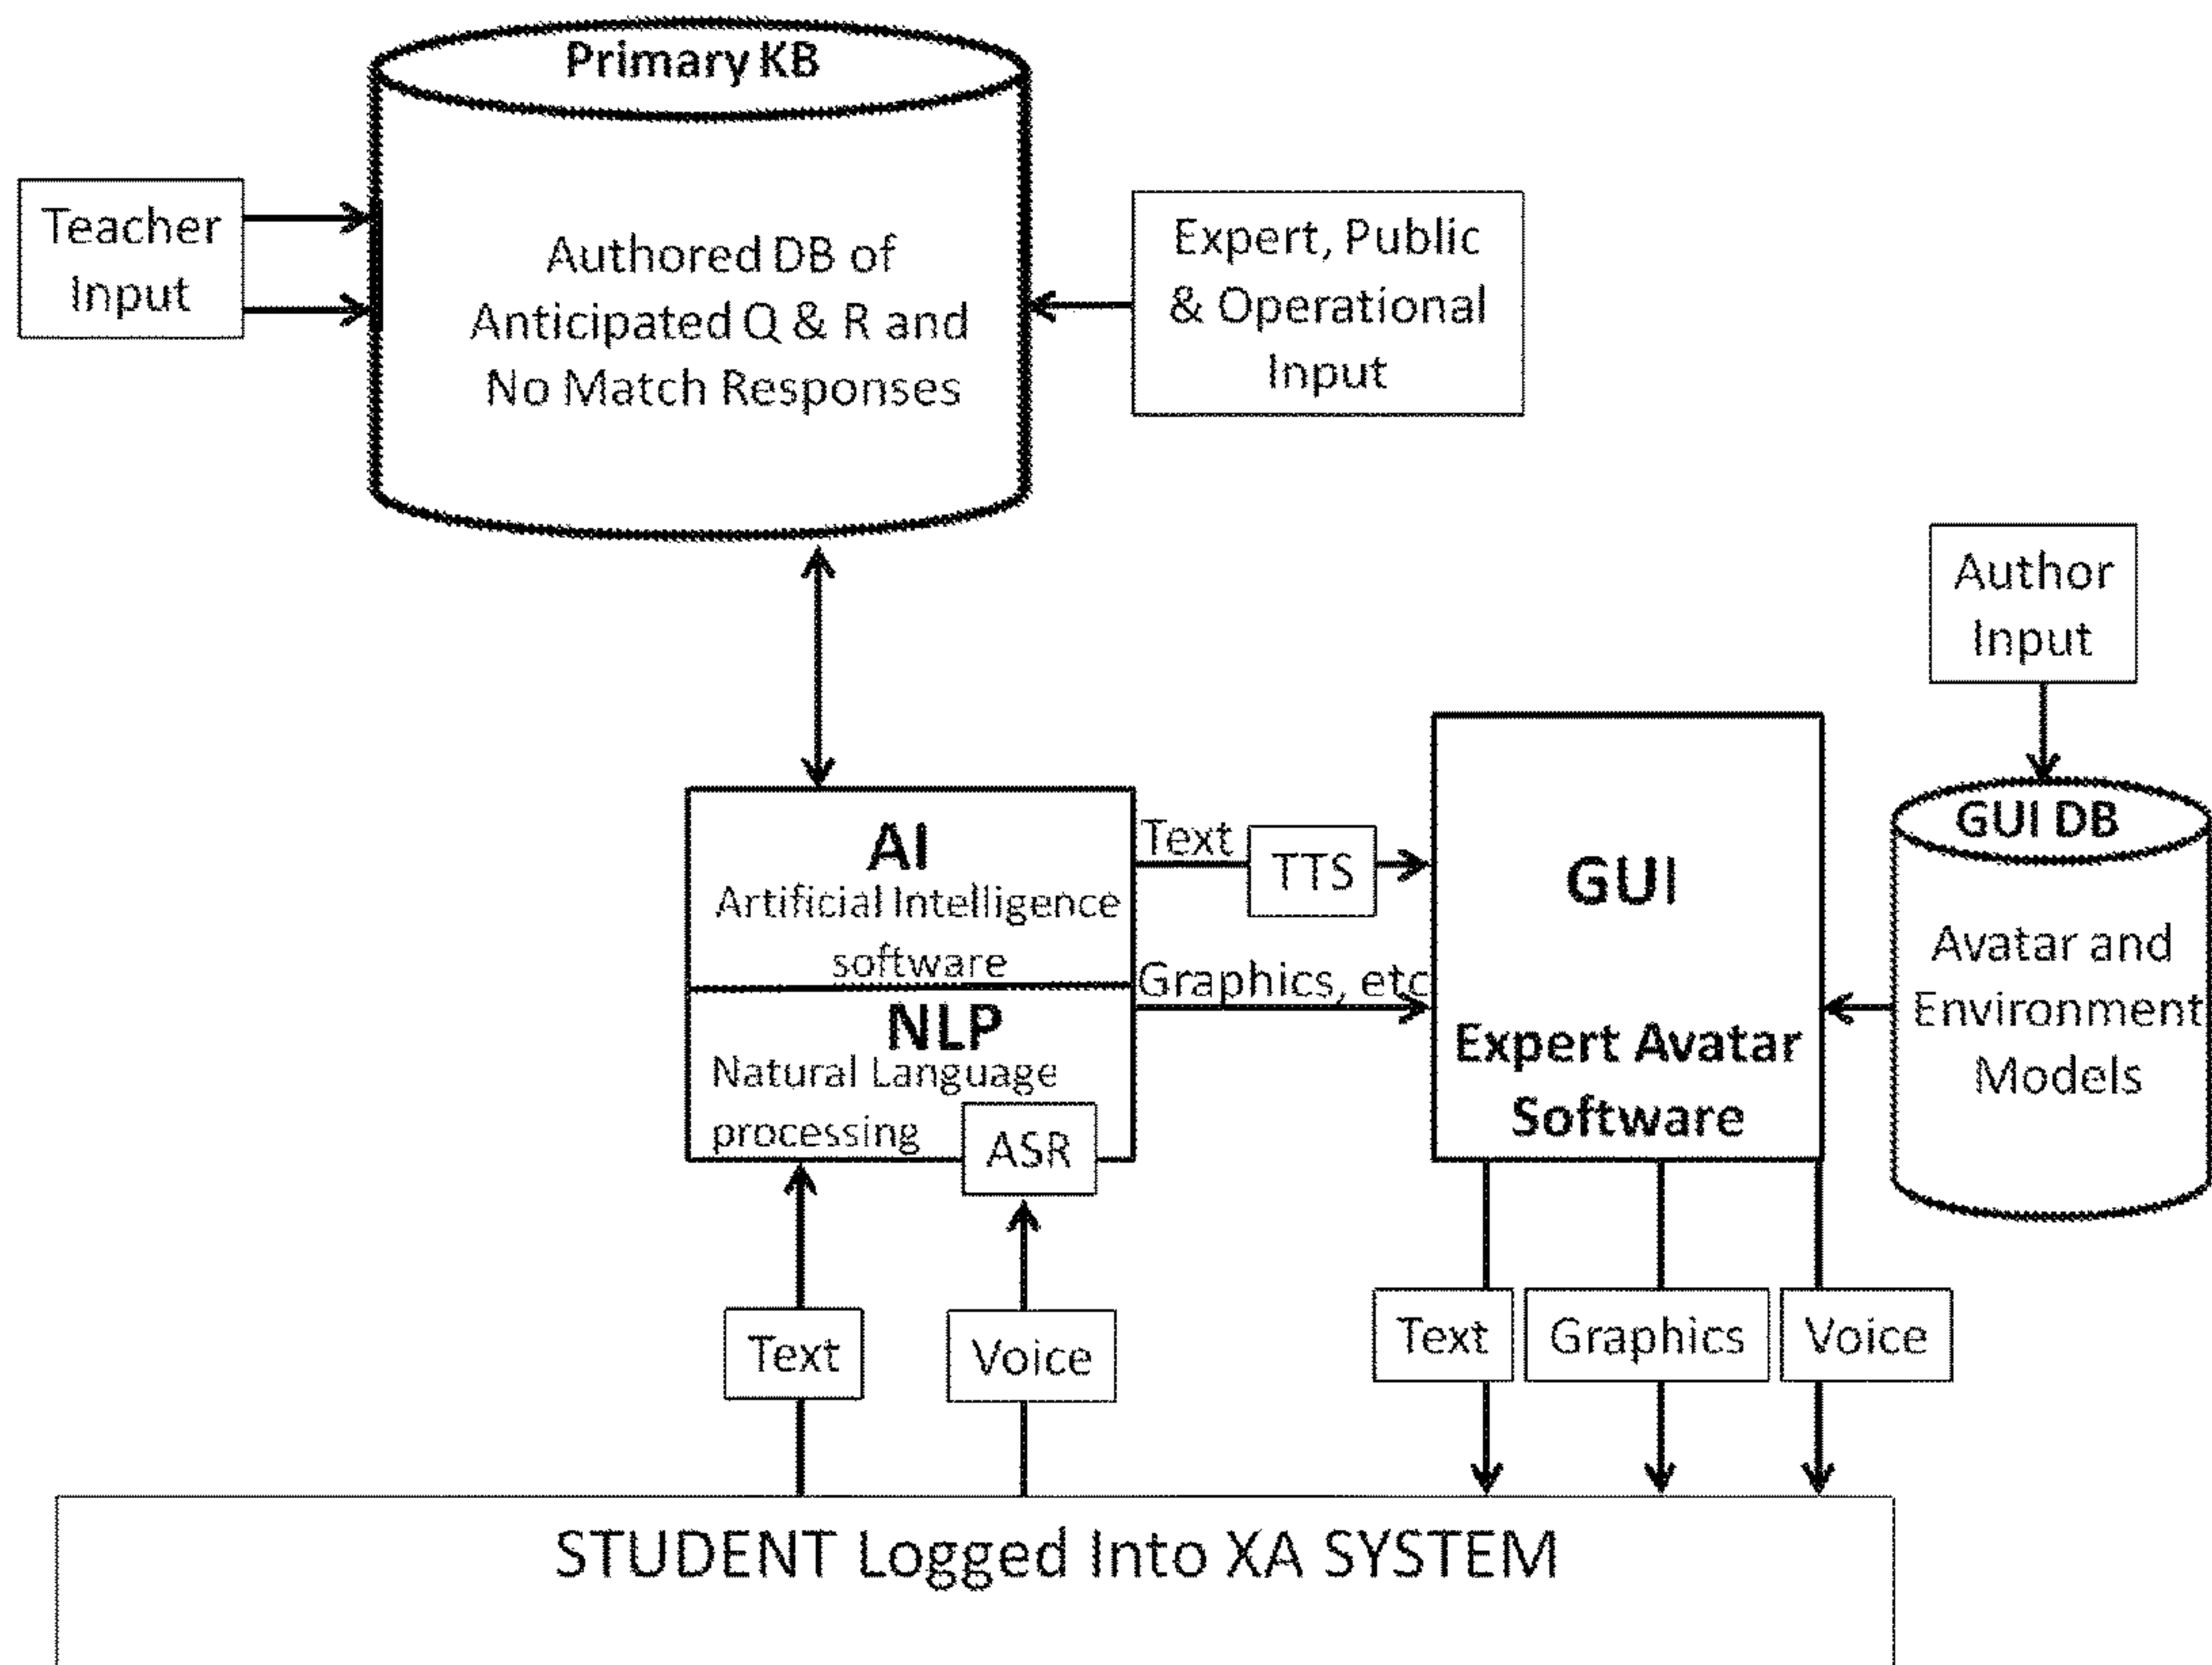 Primary KB
Teacher
Input
Authored DB of
Anticipated Q & R and
No Match Responses
Expert, Public
& Operational
Input
Author
Input
AI
Artificial Intelligence
software
NLP
Natural Language
processing
ASR
Text
TTS
Graphics, etc
GUI
Expert Avatar
Software
GUI DB
Avatar and
Environment
Models
Text
Voice
Text
Graphics
Voice
STUDENT Logged Into XA SYSTEM